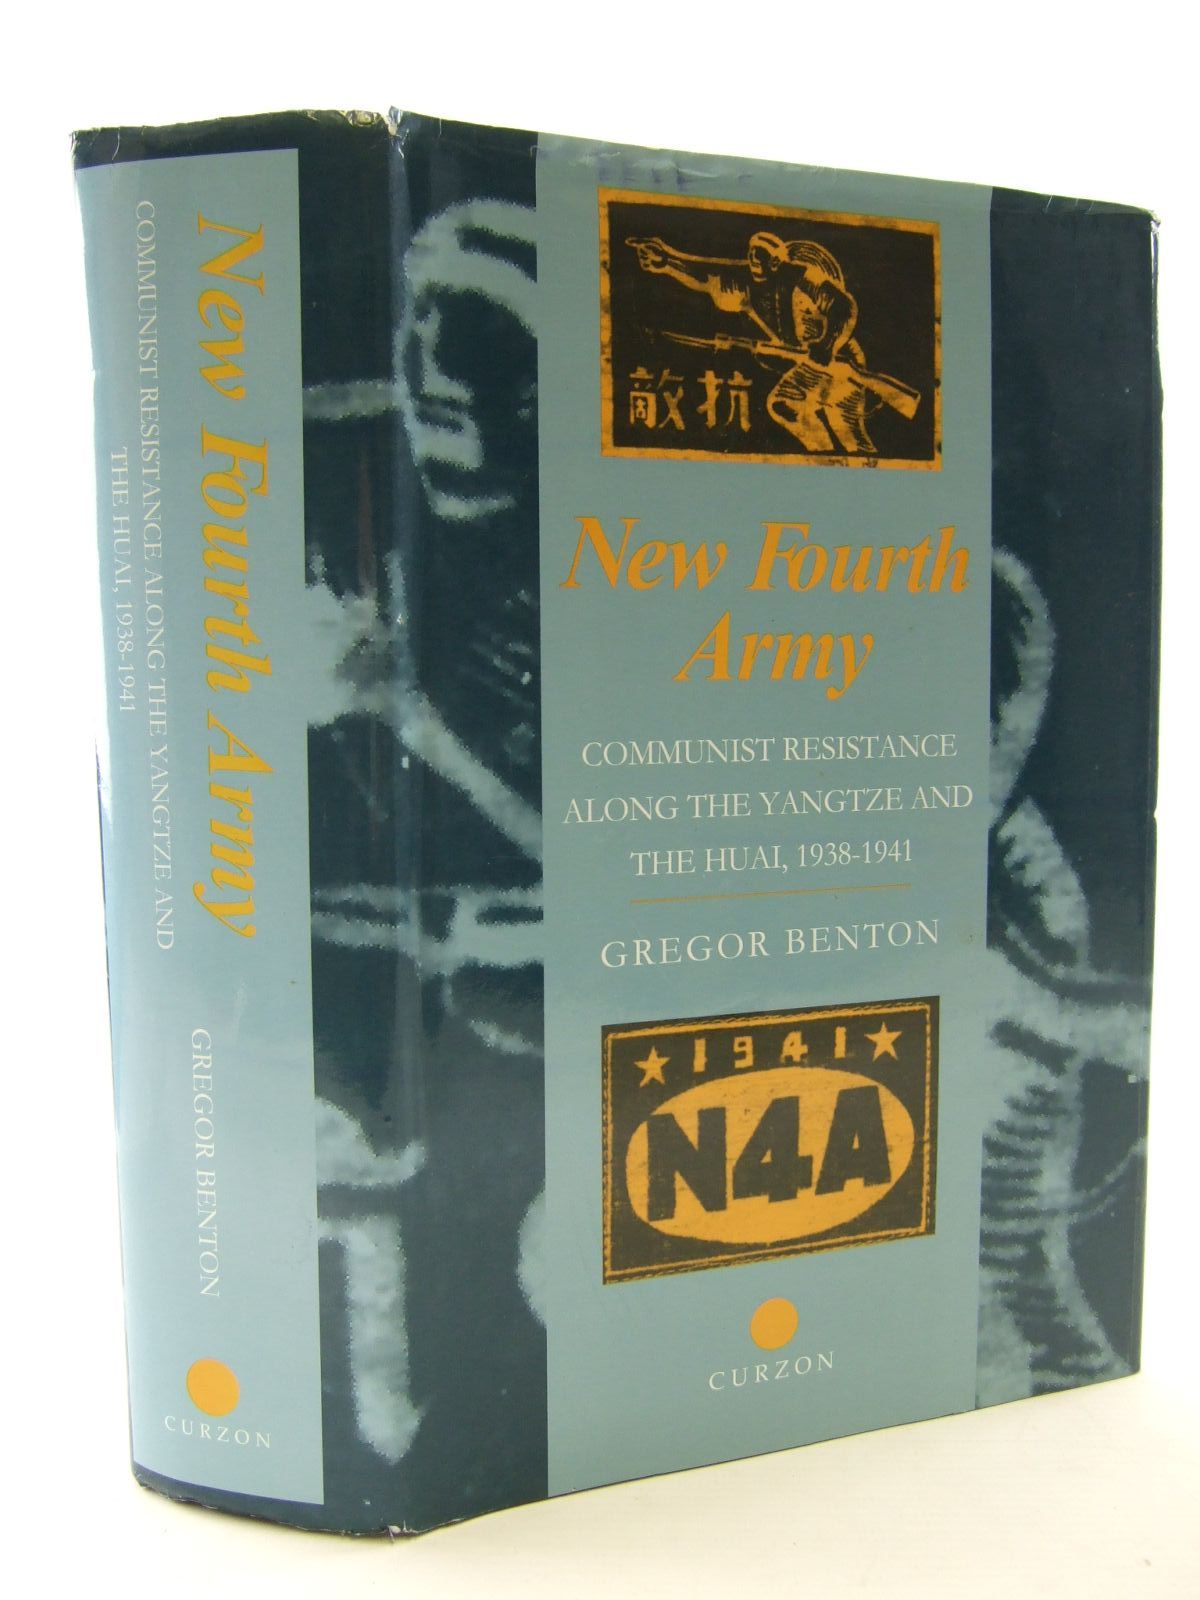 New Fourth Army
COMMUNIST RESISTANCE ALONG THE YANGTZE AND
THE HUAI, 1938-1941
GREGOR BENTON
CURZON
敵抗
New Fourth
Army
COMMUNIST RESISTANCE
ALONG THE YANGTZE AND
THE HUAI, 1938-1941
GREGOR BENTON
1941
N4A
CURZON